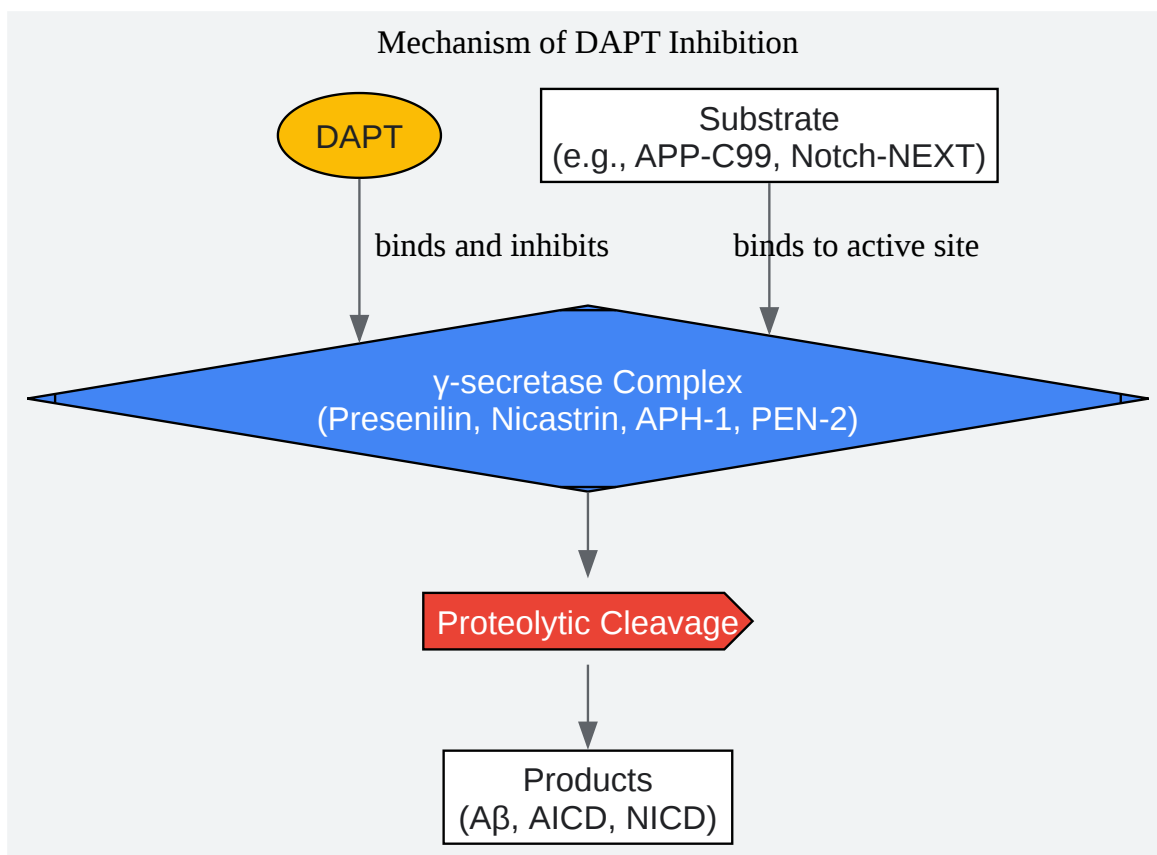 Mechanism of DAPT Inhibition
DAPT
Substrate
(e.g., APP-C99, Notch-NEXT)
binds and inhibits
binds to active site
γ-secretase Complex
(Presenilin, Nicastrin, APH-1, PEN-2)
Proteolytic Cleavage
Products
(Aβ, AICD, NICD)